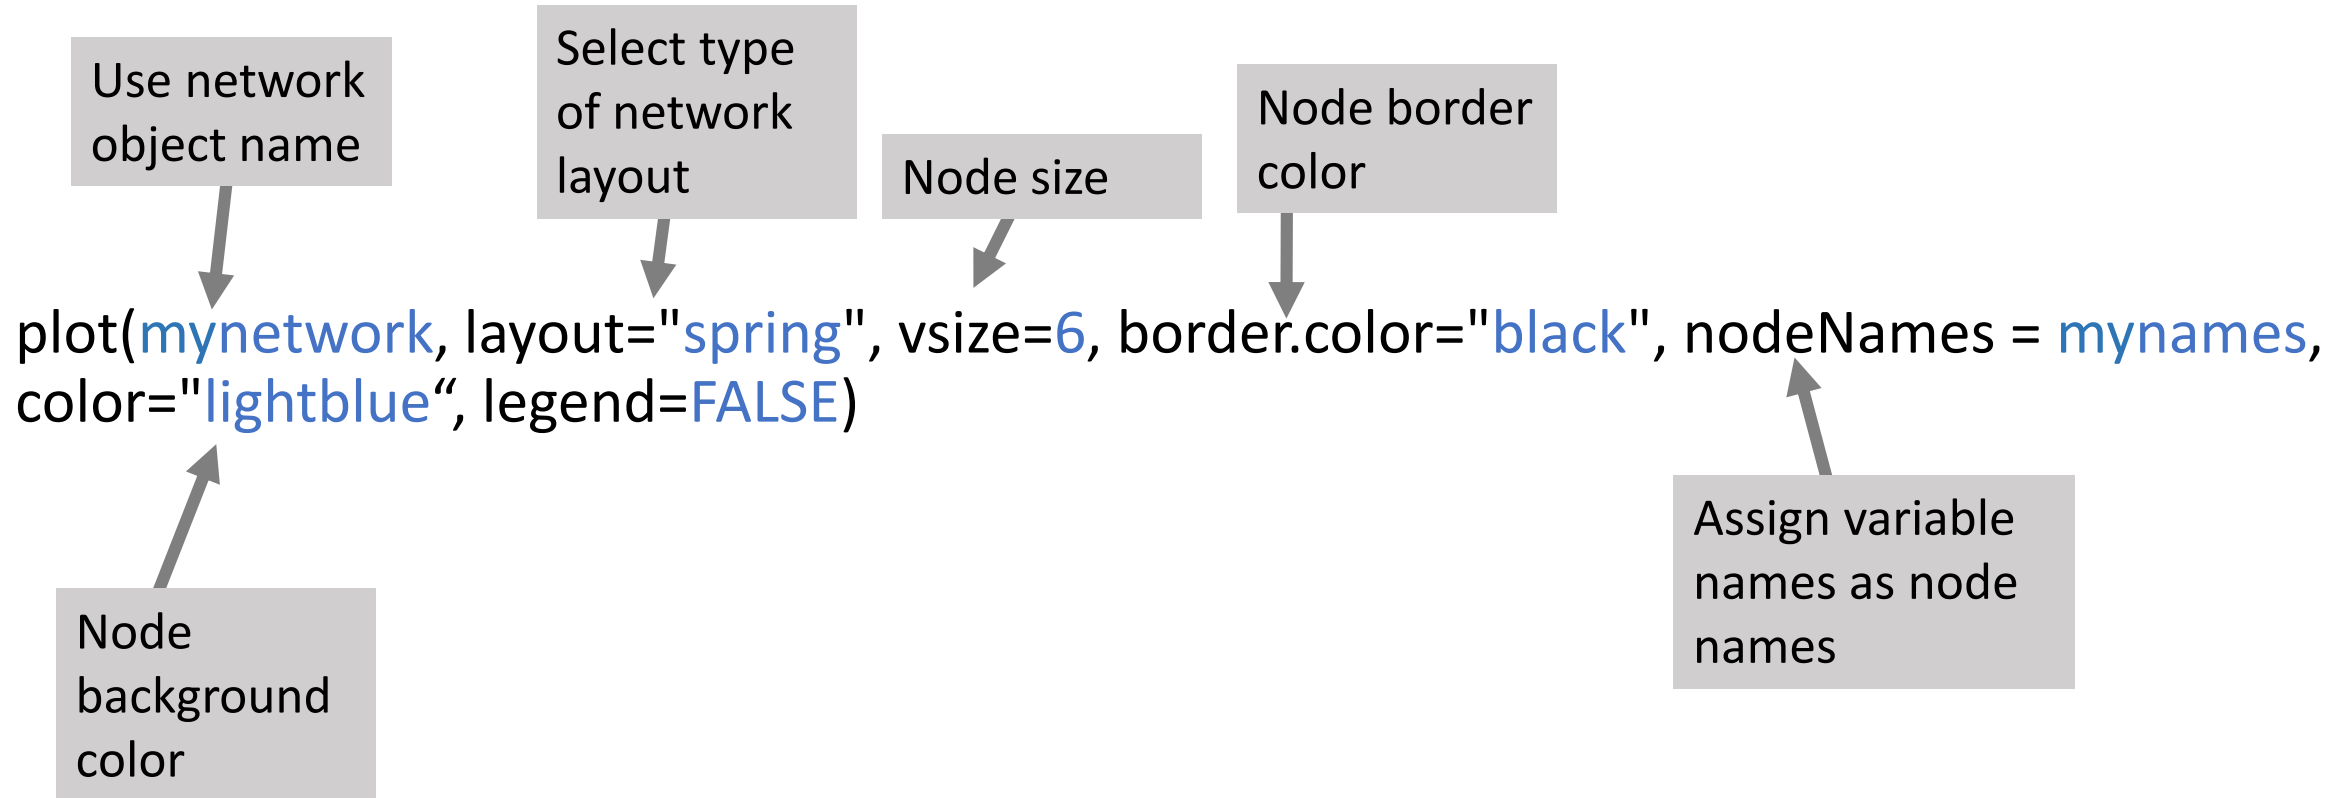 Use network
object name
Select type
of network
layout
Node size
Node border
color
plot(mynetwork, layout="spring", vsize=6, border.color="black", nodeNames = mynames,
color="lightblue“, legend=FALSE)
Node
background
color
Assign variable
names as node
names